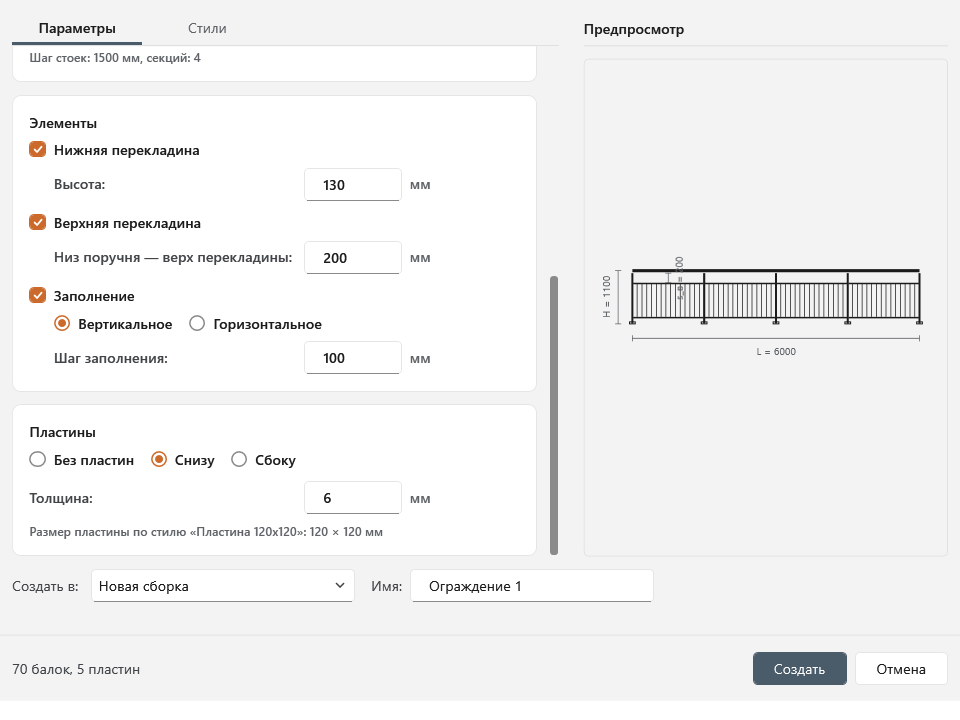 Параметры
Стили
Предпросмотр
Шаг стоек: 1500 мм, секций: 4
Элементы
Нижняя перекладина
Высота:
130
мм
Верхняя перекладина
Низ поручня — верх перекладины:
200
мм
Заполнение
Вертикальное
Горизонтальное
Шаг заполнения:
100
мм
Пластины
Без пластин
Снизу
Сбоку
Толщина:
6
мм
Размер пластины по стилю «Пластина 120x120»: 120 × 120 мм
H = 1100
L = 6000
Создать в:
Новая сборка
Имя:
Ограждение 1
70 балок, 5 пластин
Создать
Отмена